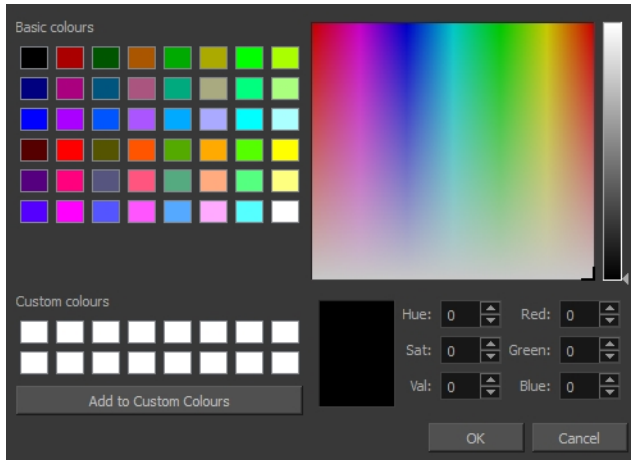 Basic colours
Custom colours
Add to Custom Colours
Hue: 0 Red: 0
Sat: 0 Green: 0
Val: 0 Blue: 0
OK Cancel